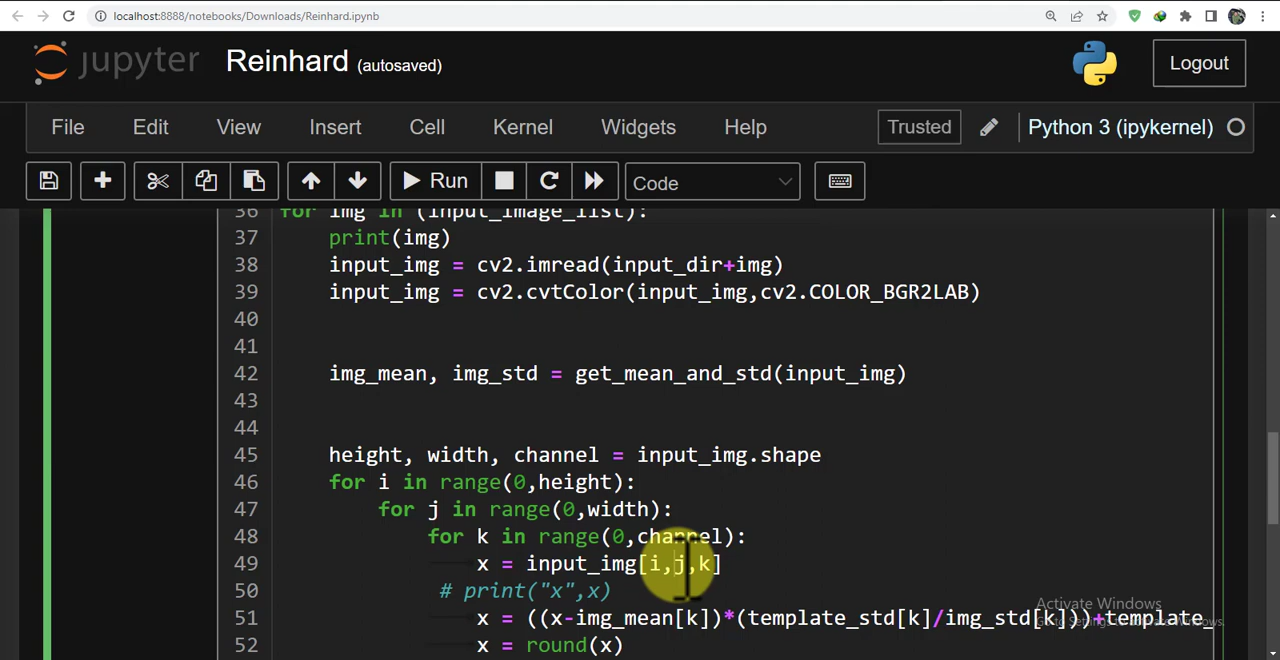 localhost:8888/notebooks/Downloads/Reinhard.ipynb
jupyter Reinhard (autosaved) Logout
File Edit View Insert Cell Kernel Widgets Help Trusted Python 3 (ipykernel)
Run Code
36 for img in (input_image_list):
37 print(img)
38 input_img = cv2.imread(input_dir+img)
39 input_img = cv2.cvtColor(input_img,cv2.COLOR_BGR2LAB)
40
41
42 img_mean, img_std = get_mean_and_std(input_img)
43
44
45 height, width, channel = input_img.shape
46 for i in range(0,height):
47 for j in range(0,width):
48 for k in range(0,channel):
49 x = input_img[i,j,k]
50 # print("x",x)
Activate Windows
51 x = ((x-img_mean[k])*(template_std[k]/img_std[k]))+template_
52 x = round(x)